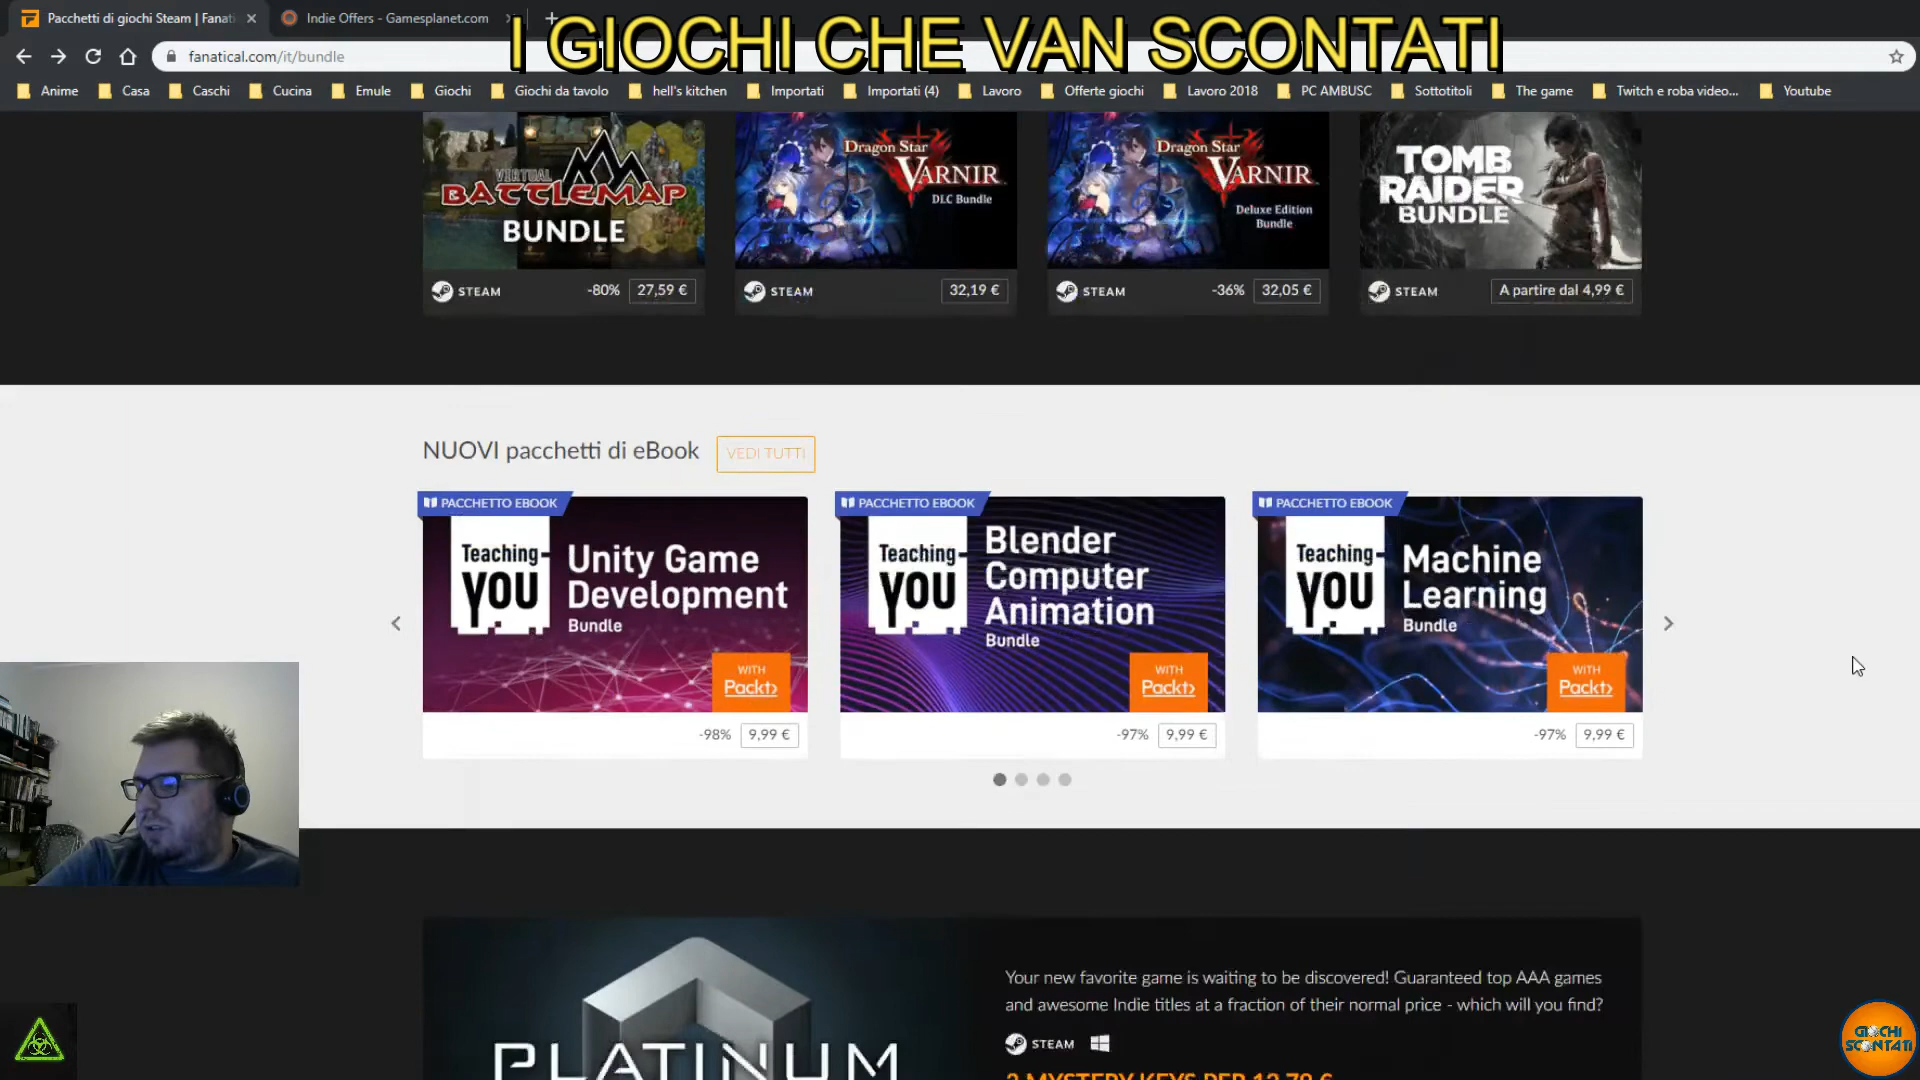 Pacchetti di giochi Steam | Fanati
Indie Offers - Gamesplanet.com
I GIOCHI CHE VAN SCONTATI
fanatical.com/it/bundle
Anime Casa Caschi Cucina Emule Giochi Giochi da tavolo hell's kitchen Importati Importati (4) Lavoro Offerte giochi Lavoro 2018 PC AMBUSC Sottotitoli The game Twitch e roba video... Youtube
VIRTUAL
BATTLEMAP
BUNDLE
STEAM -80% 27,59 €
Dragon Star
VARNIR
DLC Bundle
STEAM 32,19 €
Dragon Star
VARNIR
Deluxe Edition
Bundle
STEAM -36% 32,05 €
TOMB
RAIDER
BUNDLE
STEAM A partire dal 4,99 €
NUOVI pacchetti di eBook VEDI TUTTI
PACCHETTO EBOOK
Teaching-
YOU
Unity Game
Development
Bundle
WITH
Packt>
-98% 9,99 €
PACCHETTO EBOOK
Teaching-
YOU
Blender
Computer
Animation
Bundle
WITH
Packt>
-97% 9,99 €
PACCHETTO EBOOK
Teaching-
YOU
Machine
Learning
Bundle
WITH
Packt>
-97% 9,99 €
PLATINUM
Your new favorite game is waiting to be discovered! Guaranteed top AAA games
and awesome Indie titles at a fraction of their normal price - which will you find?
STEAM
MYSTERY KEYS PER
GIOCHI
SCONTATI